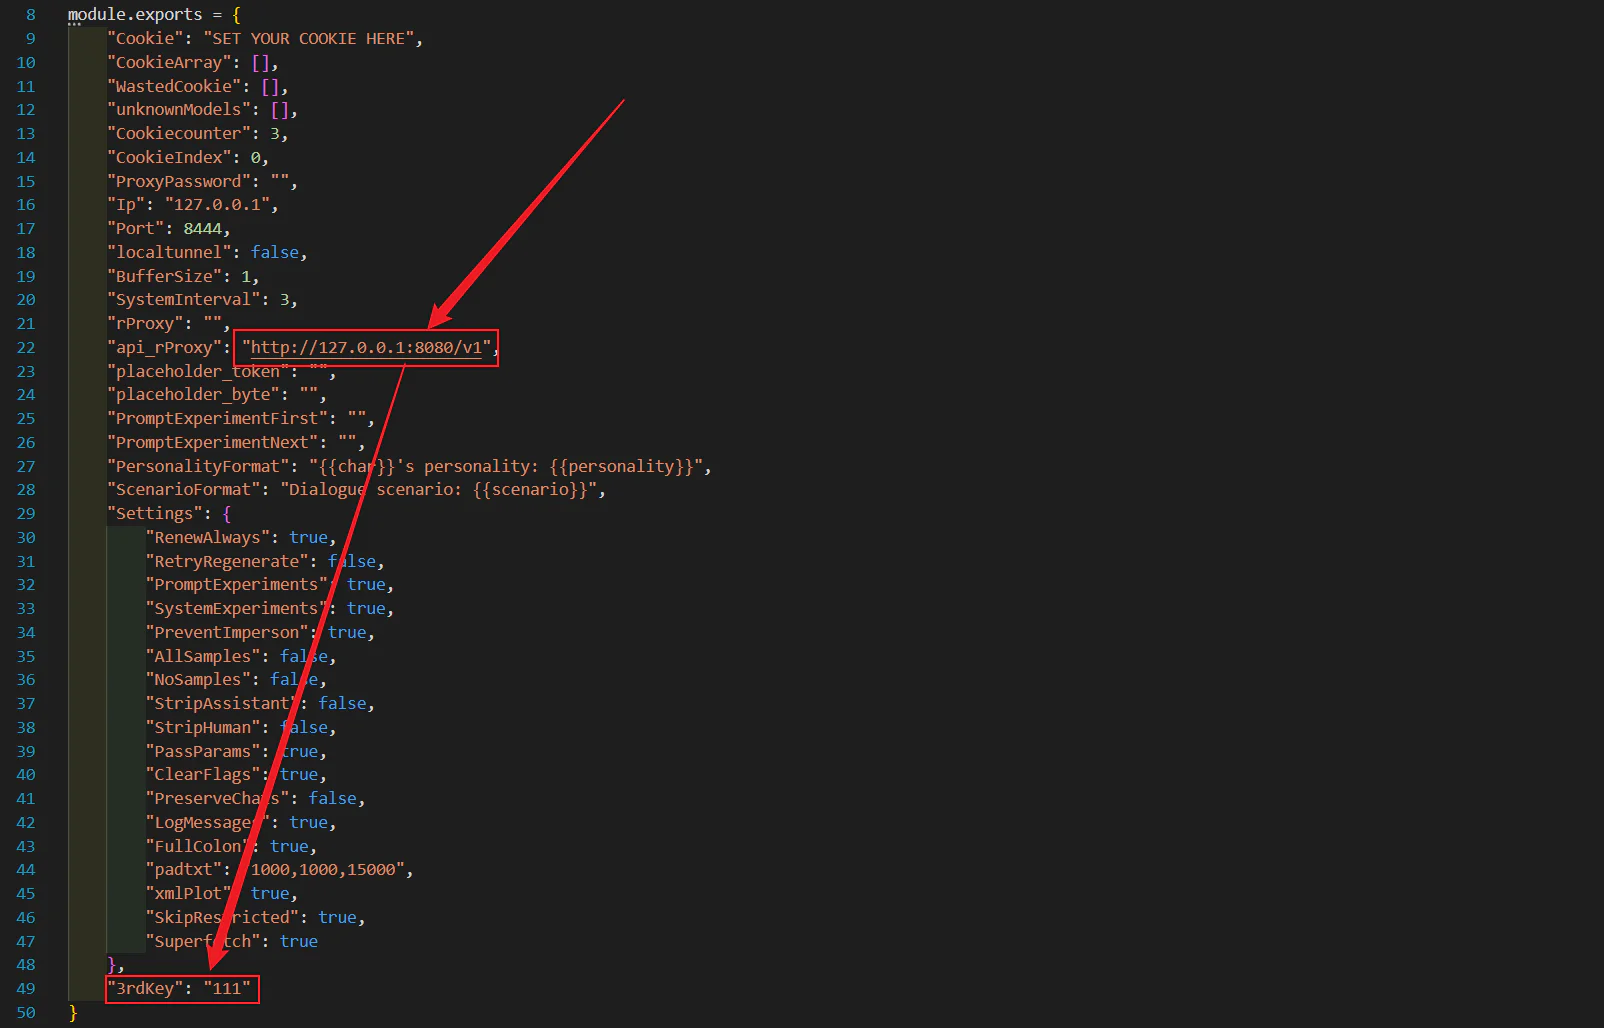 8 module.exports = {
9 "Cookie": "SET YOUR COOKIE HERE",
10 "CookieArray": [],
11 "WastedCookie": [],
12 "unknownModels": [],
13 "Cookiecounter": 3,
14 "CookieIndex": 0,
15 "ProxyPassword": "",
16 "Ip": "127.0.0.1",
17 "Port": 8444,
18 "localtunnel": false,
19 "BufferSize": 1,
20 "SystemInterval": 3,
21 "rProxy": "",
22 "api_rProxy": "http://127.0.0.1:8080/v1",
23 "placeholder_token": "",
24 "placeholder_byte": "",
25 "PromptExperimentFirst": "",
26 "PromptExperimentNext": "",
27 "PersonalityFormat": "{{char}}'s personality: {{personality}}",
28 "ScenarioFormat": "Dialogue scenario: {{scenario}}",
29 "Settings": {
30 "RenewAlways": true,
31 "RetryRegenerate": false,
32 "PromptExperiments": true,
33 "SystemExperiments": true,
34 "PreventImperson": true,
35 "AllSamples": false,
36 "NoSamples": false,
37 "StripAssistant": false,
38 "StripHuman": false,
39 "PassParams": true,
40 "ClearFlags": true,
41 "PreserveChats": false,
42 "LogMessages": true,
43 "FullColon": true,
44 "padtxt": "1000,1000,15000",
45 "xmlPlot": true,
46 "SkipRestricted": true,
47 "Superfetch": true
48 },
49 "3rdKey": "111"
50 }